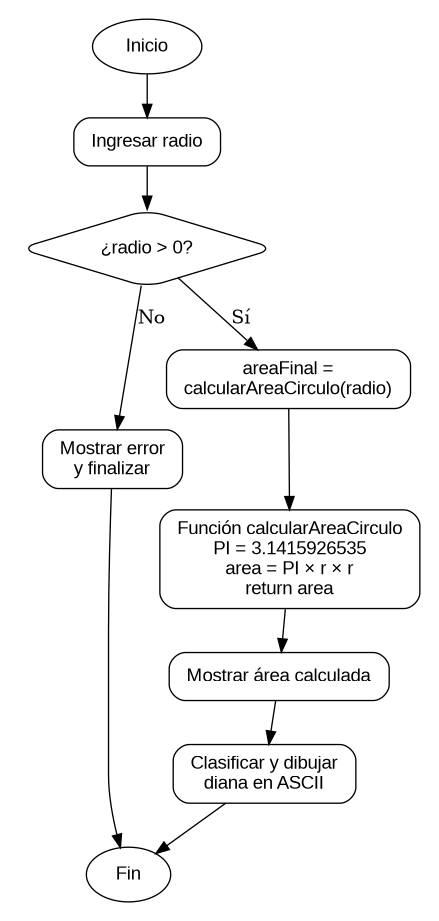 Inicio
Ingresar radio
¿radio > 0?
No
Sí
areaFinal =
calcularAreaCirculo(radio)
Mostrar error
y finalizar
Función calcularAreaCirculo
PI = 3.1415926535
area = PI × r × r
return area
Mostrar área calculada
Clasificar y dibujar
diana en ASCII
Fin